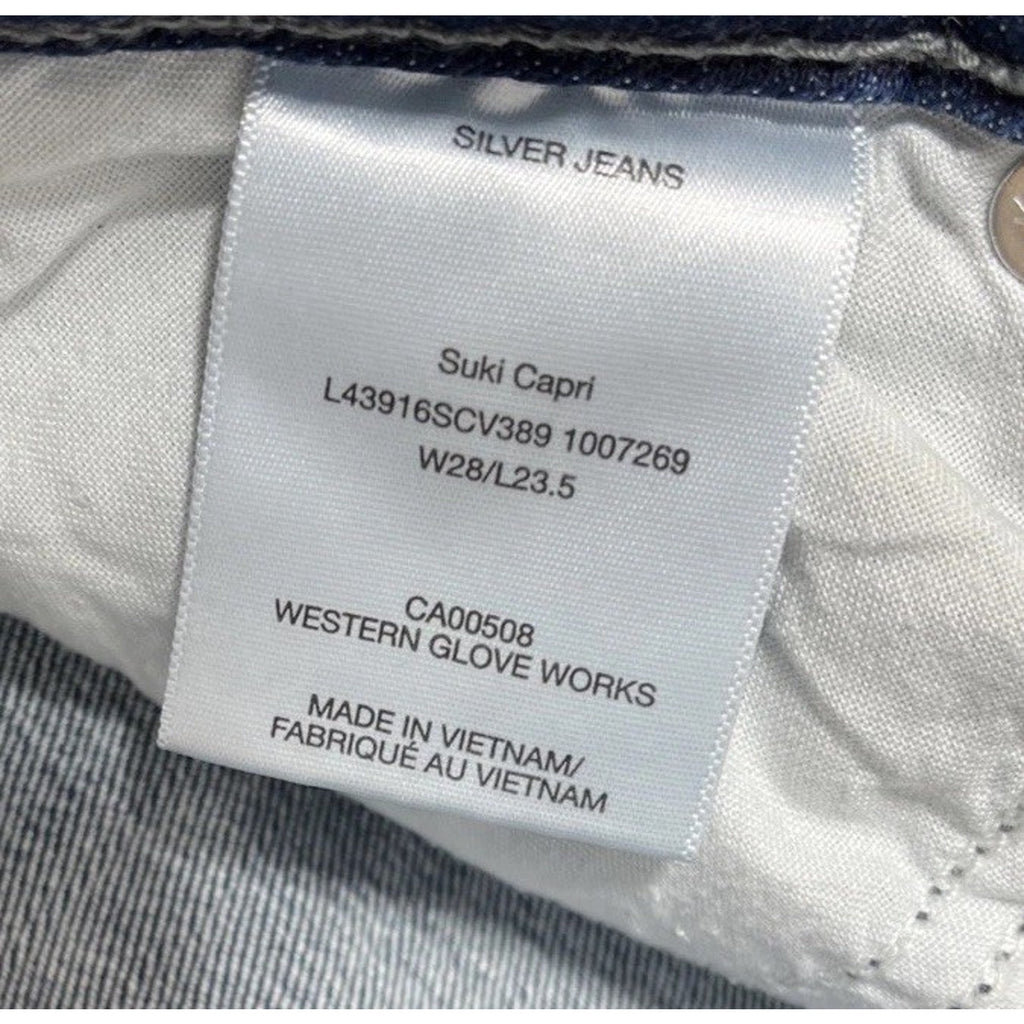 SILVER JEANS
Suki Capri
L43916SCV389 1007269
W28/L23.5
CA00508
WESTERN GLOVE WORKS
MADE IN VIETNAM/
FABRIQUÉ AU VIETNAM